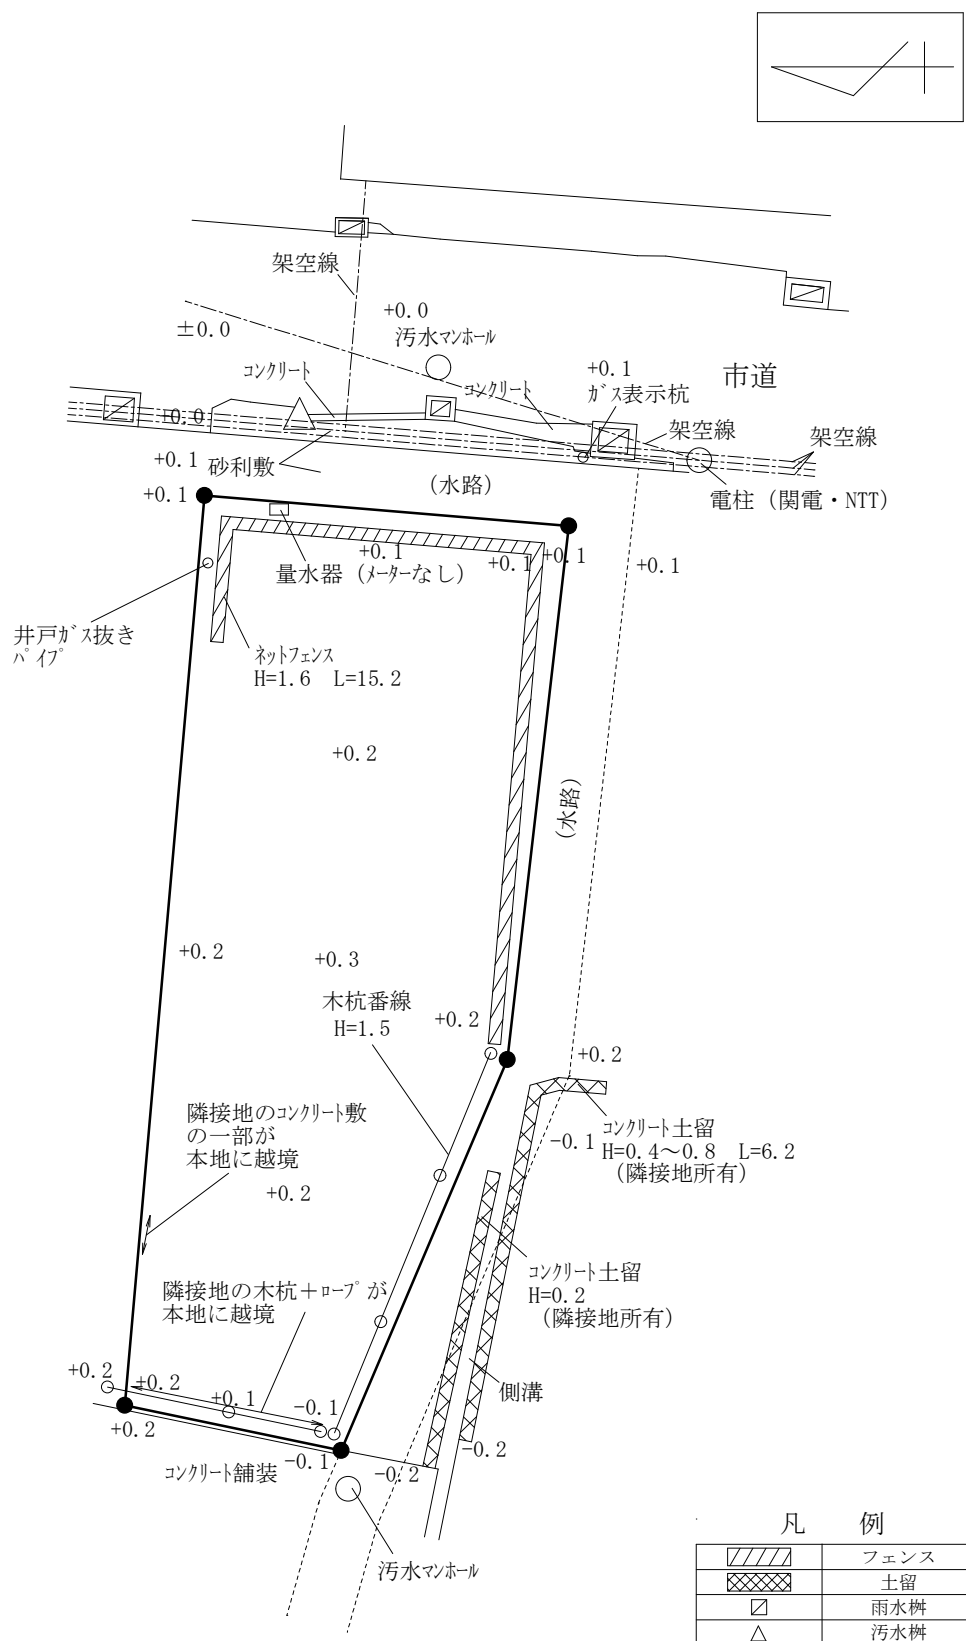 架空線
+0.0
汚水マンホール
±0.0
コンクリート
コンクリート
+0.1
ガス表示杭
市道
+0.0
架空線
架空線
+0.1
砂利敷
(水路)
電柱（関電・NTT）
+0.1
+0.1
+0.1
+0.1
+0.1
量水器（メーターなし）
井戸ガス抜き
パイプ
ネットフェンス
H=1.6 L=15.2
+0.2
(水路)
+0.2
+0.3
木杭番線
H=1.5
+0.2
+0.2
隣接地のコンクリート敷
の一部が
本地に越境
+0.2
-0.1
コンクリート土留
H=0.4～0.8 L=6.2
（隣接地所有）
コンクリート土留
H=0.2
（隣接地所有）
隣接地の木杭＋ロープが
本地に越境
側溝
+0.2
+0.2
+0.1
-0.1
+0.2
-0.1
-0.2
-0.2
コンクリート舗装
汚水マンホール
凡 例
フェンス
土留
雨水桝
汚水桝